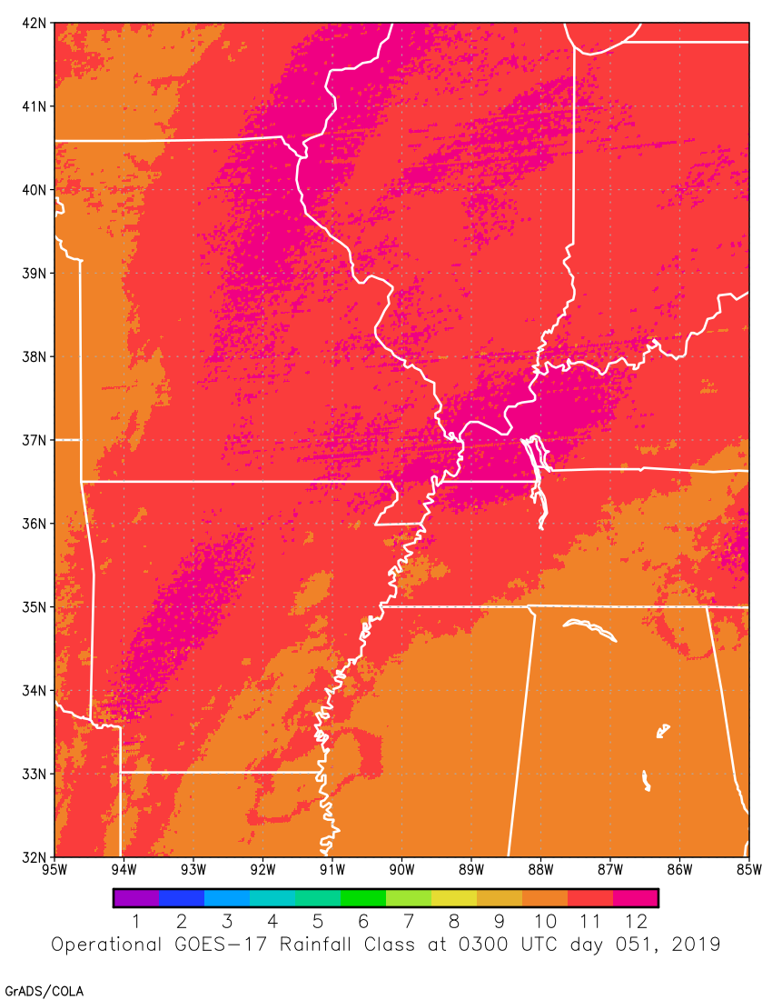 42N
41N
40N
39N
38N
37N
36N
35N
34N
33N
32N
95W 94W 93W 92W 91W 90W 89W 88W 87W 86W 85W
1 2 3 4 5 6 7 8 9 10 11 12
Operational GOES-17 Rainfall Class at 0300 UTC day 051, 2019
GrADS/COLA